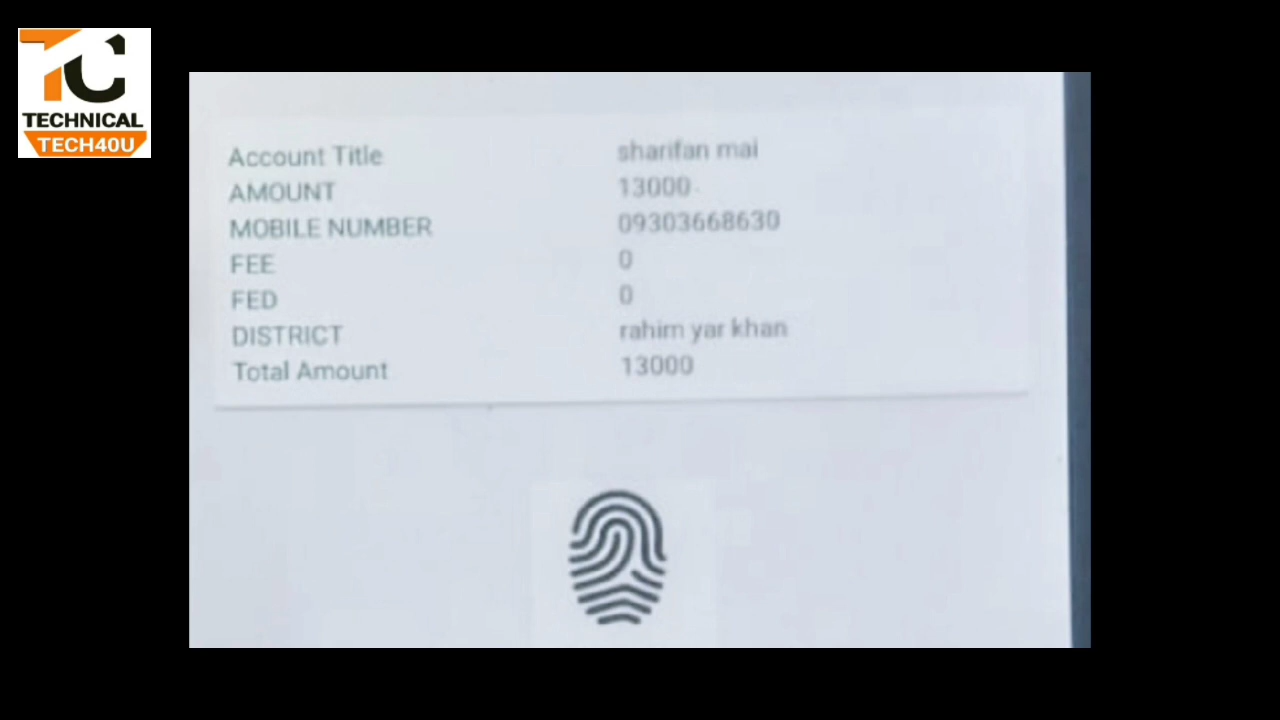 TC
TECHNICAL
TECH40U
Account Title sharifan mai
AMOUNT 13000
MOBILE NUMBER 09303668630
FEE 0
FED 0
DISTRICT rahim yar khan
Total Amount 13000